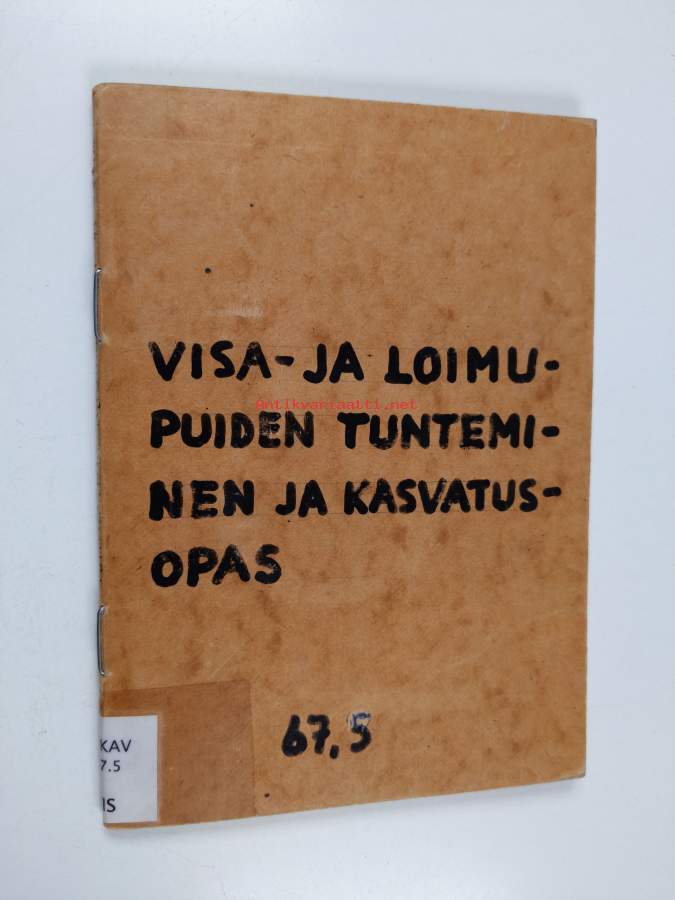 VISA- JA LOIMU-
Antikvariaatti.net
PUIDEN TUNTEMI-
NEN JA KASVATUS-
OPAS
67,5
KAV
7.5
IS